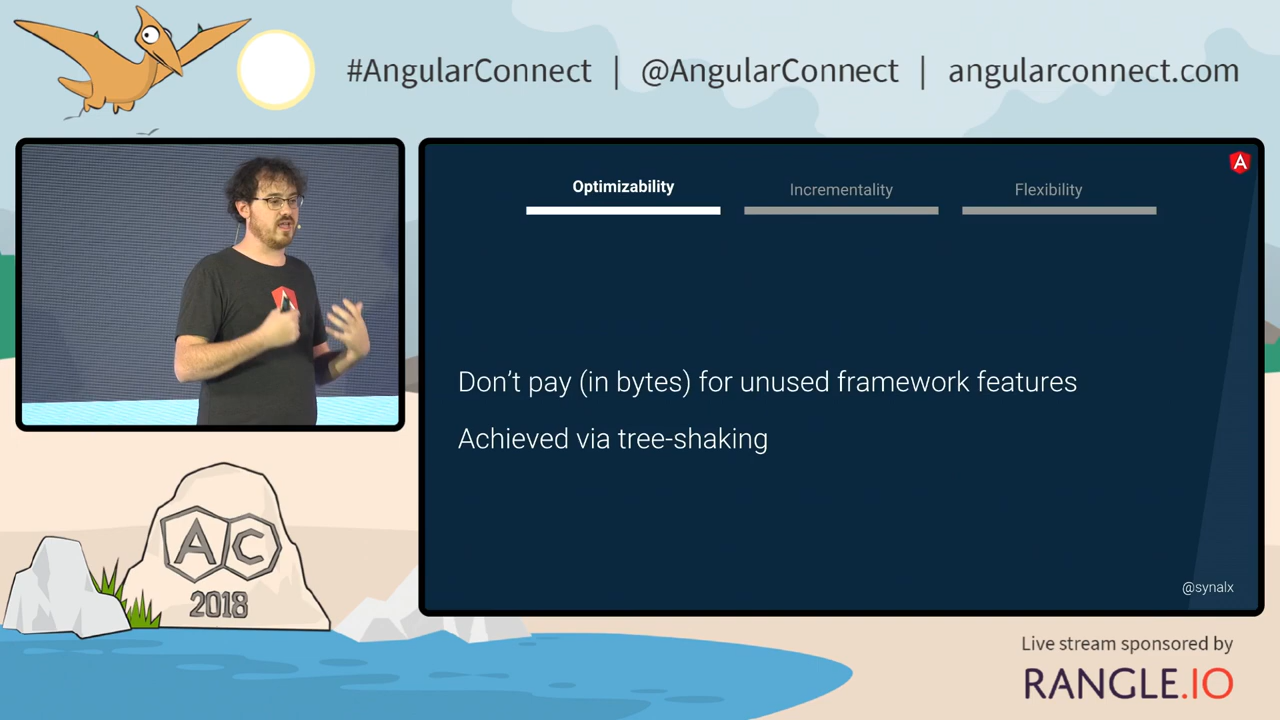 #AngularConnect | @AngularConnect | angularconnect.com
Optimizability Incrementality Flexibility
Don't pay (in bytes) for unused framework features
Achieved via tree-shaking
@synalx
AC
2018
Live stream sponsored by
RANGLE.IO